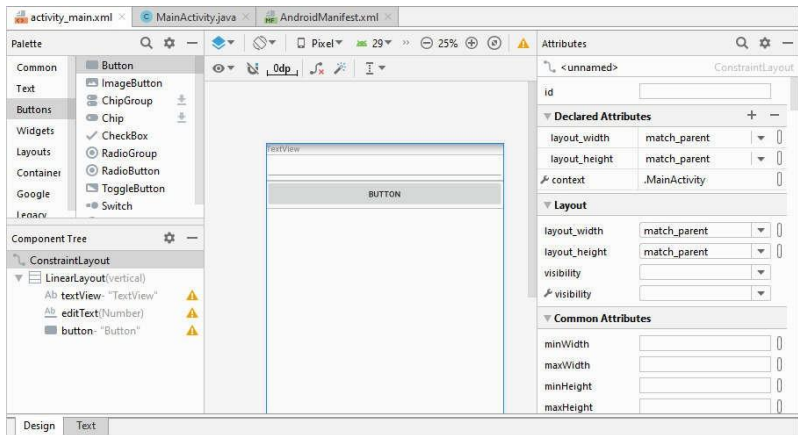 activity_main.xml MainActivity.java AndroidManifest.xml
Palette
Common
Text
Buttons
Widgets
Layouts
Container
Google
Legacy
Button
ImageButton
ChipGroup
Chip
CheckBox
RadioGroup
RadioButton
ToggleButton
Switch
Component Tree
ConstraintLayout
LinearLayout(vertical)
Ab textView- "TextView"
Ab editText(Number)
button- "Button"
Pixel 29 25%
0dp
TextView
BUTTON
Attributes
<unnamed> ConstraintLayout
id
Declared Attributes
layout_width match_parent
layout_height match_parent
context .MainActivity
Layout
layout_width match_parent
layout_height match_parent
visibility
visibility
Common Attributes
minWidth
maxWidth
minHeight
maxHeight
Design Text